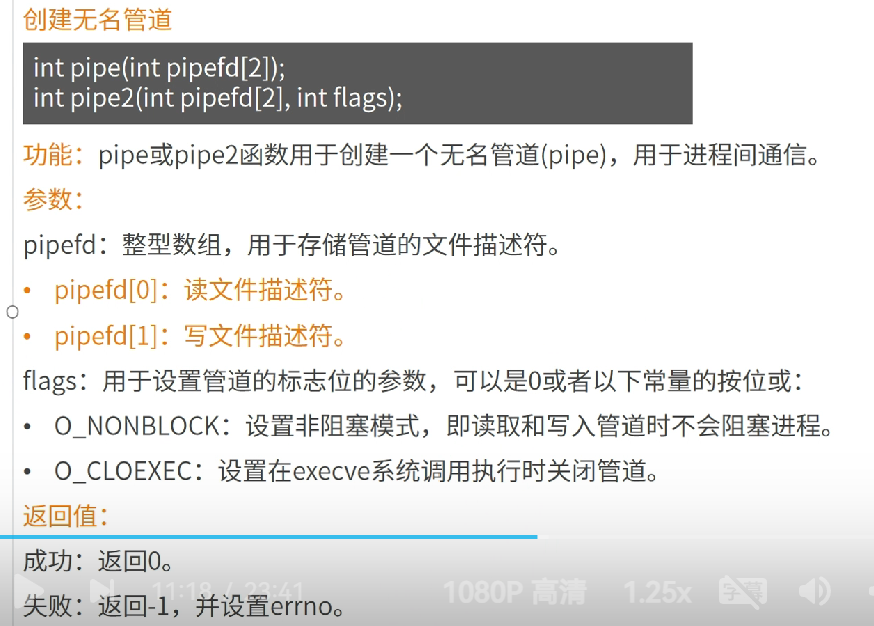 创建无名管道
int pipe(int pipefd[2]);
int pipe2(int pipefd[2], int flags);
功能：pipe或pipe2函数用于创建一个无名管道(pipe)，用于进程间通信。
参数：
pipefd：整型数组，用于存储管道的文件描述符。
• pipefd[0]：读文件描述符。
• pipefd[1]：写文件描述符。
flags：用于设置管道的标志位的参数，可以是0或者以下常量的按位或：
• O_NONBLOCK：设置非阻塞模式，即读取和写入管道时不会阻塞进程。
• O_CLOEXEC：设置在execve系统调用执行时关闭管道。
返回值：
成功：返回0。
11:18 / 23:41 1080P 高清 1.25x 字幕
失败：返回-1，并设置errno。